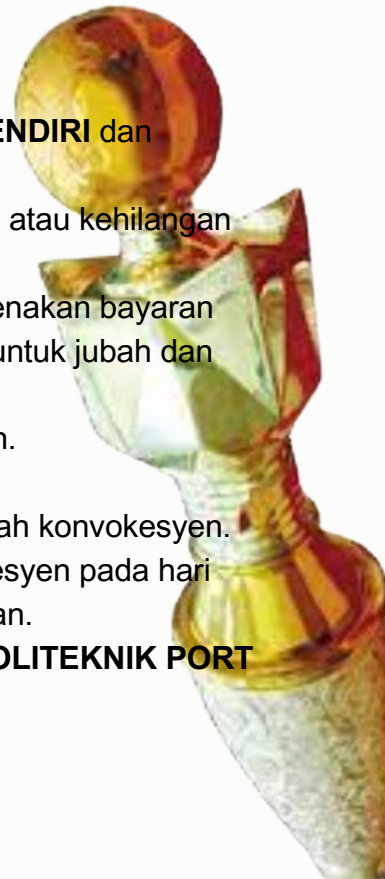 ENDIRI dan
atau kehilangan
enakan bayaran
untuk jubah dan
n.
ah konvokesyen.
esyen pada hari
an.
OLITEKNIK PORT